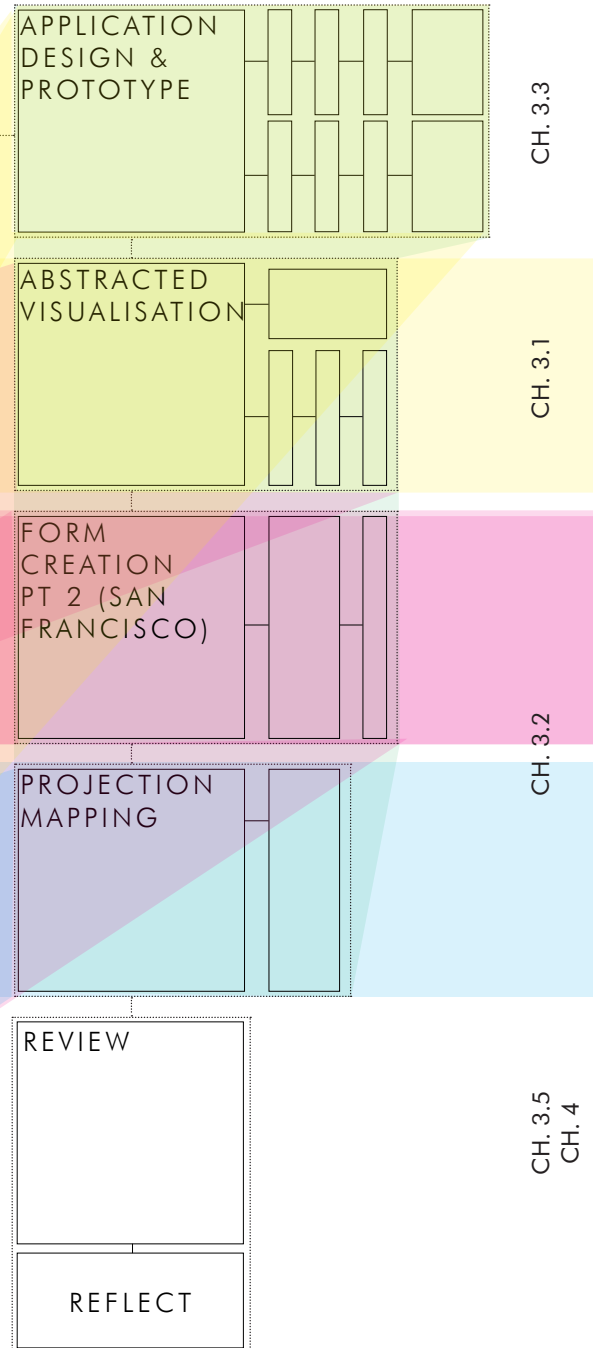 APPLICATION
DESIGN &
PROTOTYPE
CH. 3.3
ABSTRACTED
VISUALISATION
CH. 3.1
FORM
CREATION
PT 2 (SAN
FRANCISCO)
CH. 3.2
PROJECTION
MAPPING
REVIEW
CH. 3.5
CH. 4
REFLECT